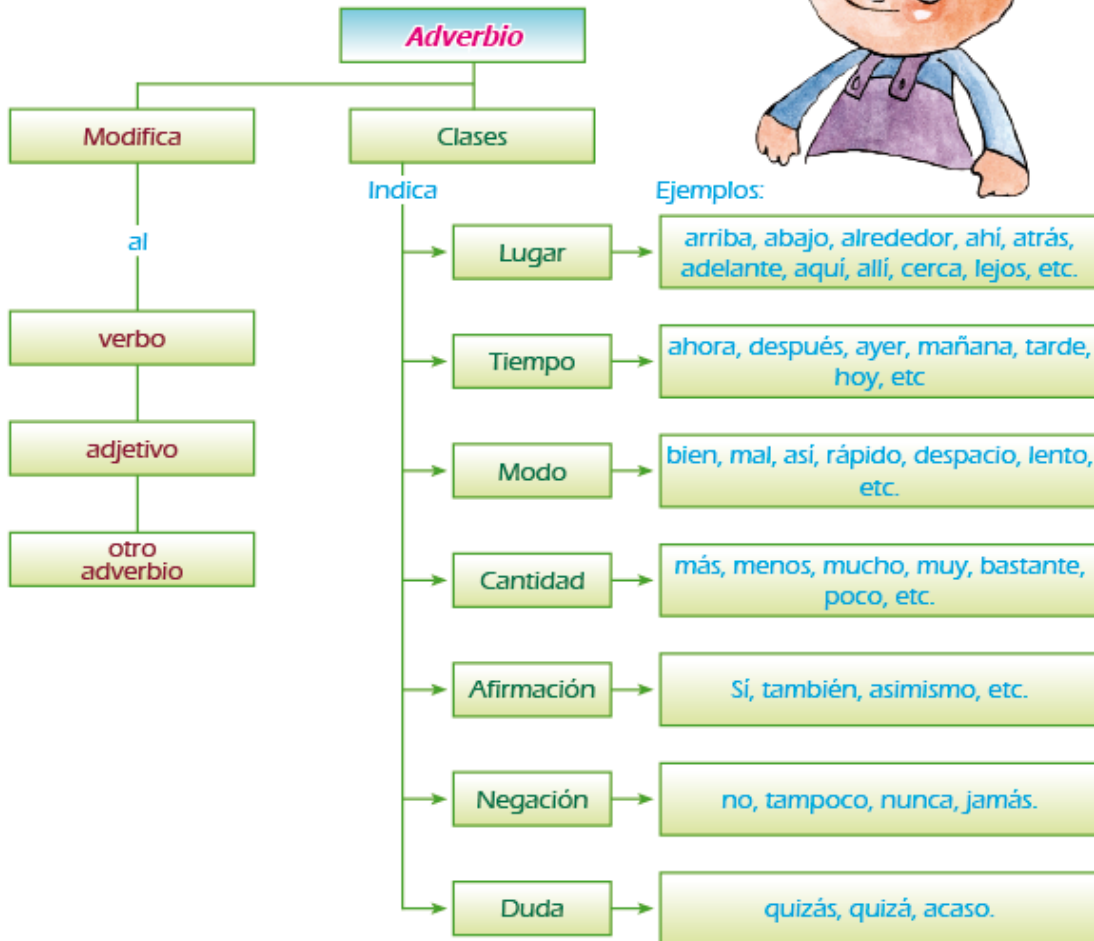 Adverbio
Modifica
al
verbo
adjetivo
otro
adverbio
Clases
Indica
Ejemplos:
Lugar
arriba, abajo, alrededor, ahí, atrás,
adelante, aquí, allí, cerca, lejos, etc.
Tiempo
ahora, después, ayer, mañana, tarde,
hoy, etc
Modo
bien, mal, así, rápido, despacio, lento,
etc.
Cantidad
más, menos, mucho, muy, bastante,
poco, etc.
Afirmación
Sí, también, asimismo, etc.
Negación
no, tampoco, nunca, jamás.
Duda
quizás, quizá, acaso.